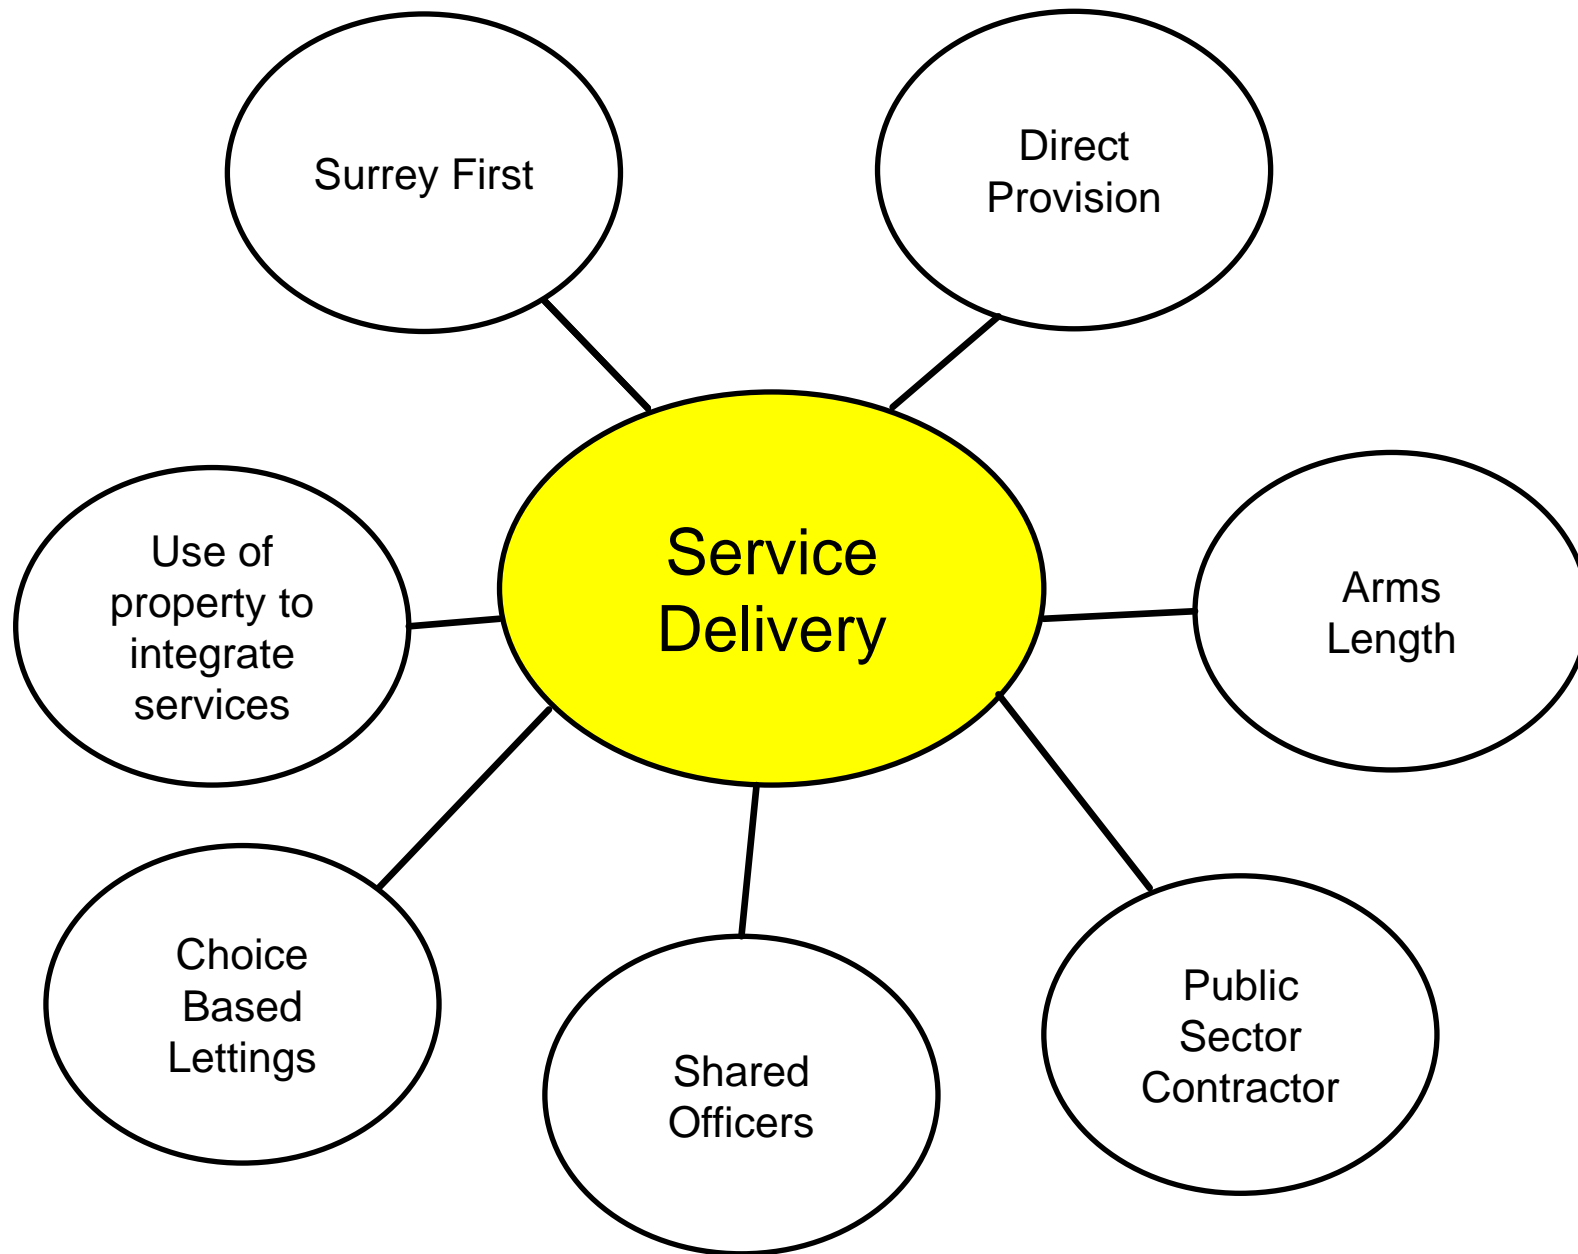 Surrey First
Direct
Provision
Service
Delivery
Use of
property to
integrate
services
Arms
Length
Choice
Based
Lettings
Shared
Officers
Public
Sector
Contractor